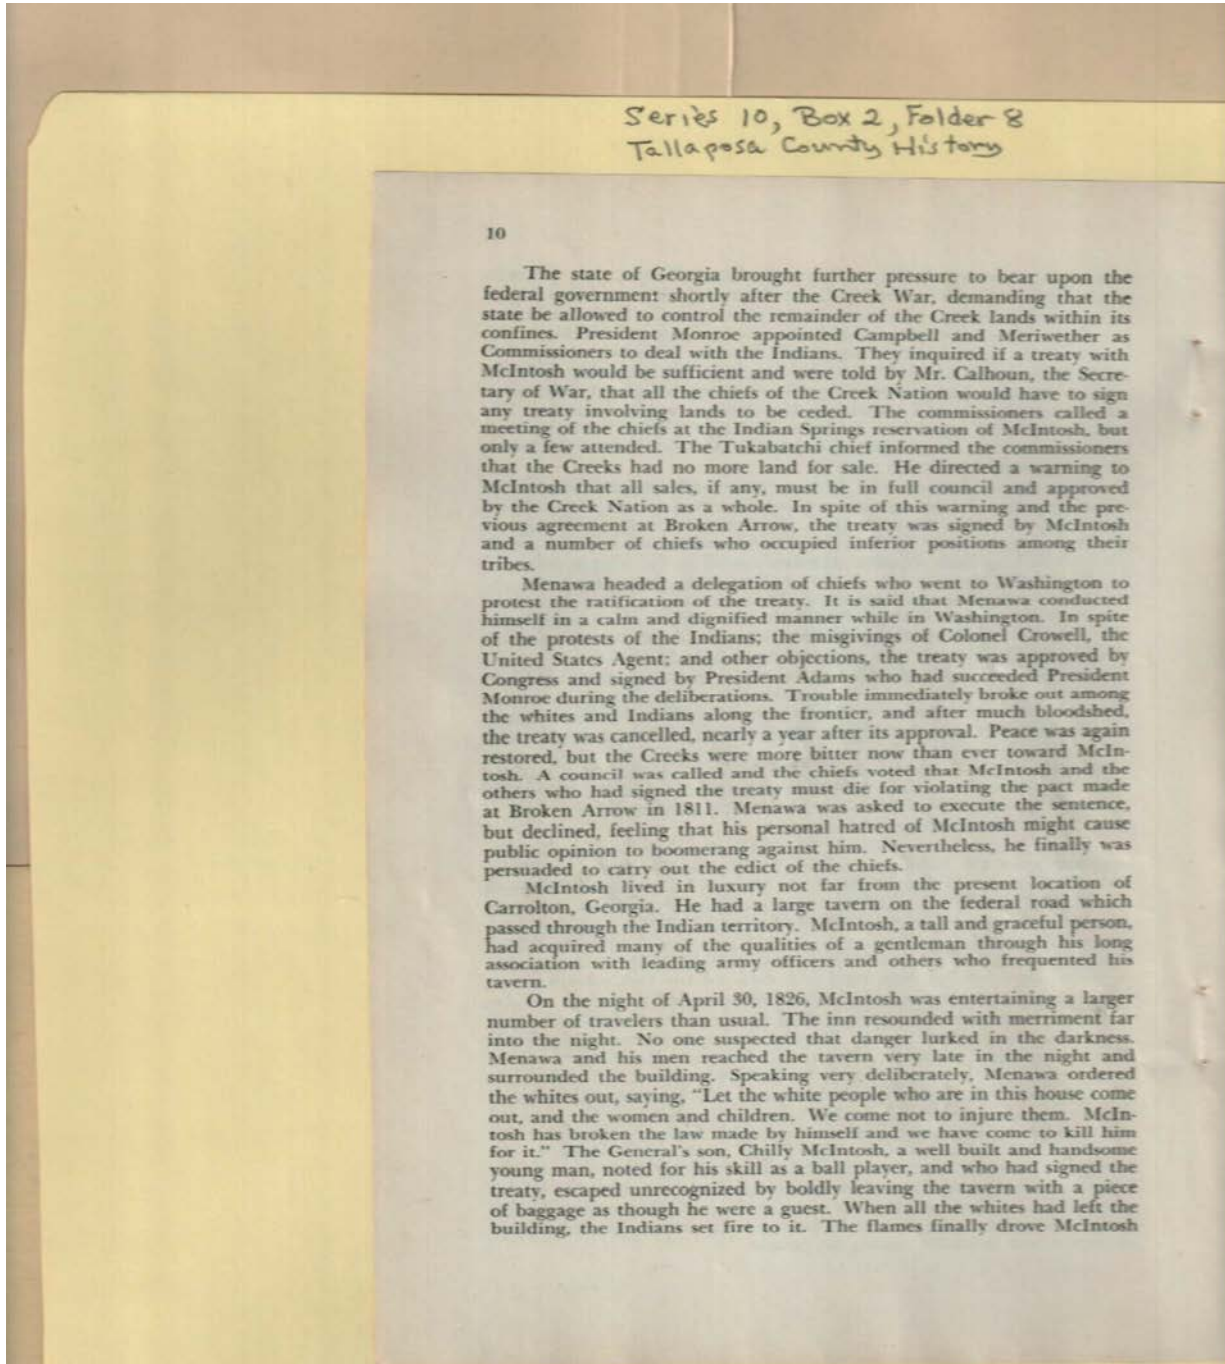 Series 10, Box 2, Folder 8
Tallaposa County History
10
The state of Georgia brought further pressure to bear upon the
federal government shortly after the Creek War, demanding that the
state be allowed to control the remainder of the Creek lands within its
confines. President Monroe appointed Campbell and Meriwether as
Commissioners to deal with the Indians. They inquired if a treaty with
McIntosh would be sufficient and were told by Mr. Calhoun, the Secre-
tary of War, that all the chiefs of the Creek Nation would have to sign
any treaty involving lands to be ceded. The commissioners called a
meeting of the chiefs at the Indian Springs reservation of McIntosh, but
only a few attended. The Tukabatchi chief informed the commissioners
that the Creeks had no more land for sale. He directed a warning to
McIntosh that all sales, if any, must be in full council and approved
by the Creek Nation as a whole. In spite of this warning and the pre-
vious agreement at Broken Arrow, the treaty was signed by McIntosh
and a number of chiefs who occupied inferior positions among their
tribes.
Menawa headed a delegation of chiefs who went to Washington to
protest the ratification of the treaty. It is said that Menawa conducted
himself in a calm and dignified manner while in Washington. In spite
of the protests of the Indians; the misgivings of Colonel Crowell, the
United States Agent; and other objections, the treaty was approved by
Congress and signed by President Adams who had succeeded President
Monroe during the deliberations. Trouble immediately broke out among
the whites and Indians along the frontier, and after much bloodshed,
the treaty was cancelled, nearly a year after its approval. Peace was again
restored, but the Creeks were more bitter now than ever toward McIn-
tosh. A council was called and the chiefs voted that McIntosh and the
others who had signed the treaty must die for violating the pact made
at Broken Arrow in 1811. Menawa was asked to execute the sentence,
but declined, feeling that his personal hatred of McIntosh might cause
public opinion to boomerang against him. Nevertheless, he finally was
persuaded to carry out the edict of the chiefs.
McIntosh lived in luxury not far from the present location of
Carrolton, Georgia. He had a large tavern on the federal road which
passed through the Indian territory. McIntosh, a tall and graceful person,
had acquired many of the qualities of a gentleman through his long
association with leading army officers and others who frequented his
tavern.
On the night of April 30, 1826, McIntosh was entertaining a larger
number of travelers than usual. The inn resounded with merriment far
into the night. No one suspected that danger lurked in the darkness.
Menawa and his men reached the tavern very late in the night and
surrounded the building. Speaking very deliberately, Menawa ordered
the whites out, saying, "Let the white people who are in this house come
out, and the women and children. We come not to injure them. McIn-
tosh has broken the law made by himself and we have come to kill him
for it." The General's son, Chilly McIntosh, a well built and handsome
young man, noted for his skill as a ball player, and who had signed the
treaty, escaped unrecognized by boldly leaving the tavern with a piece
of baggage as though he were a guest. When all the whites had left the
building, the Indians set fire to it. The flames finally drove McIntosh